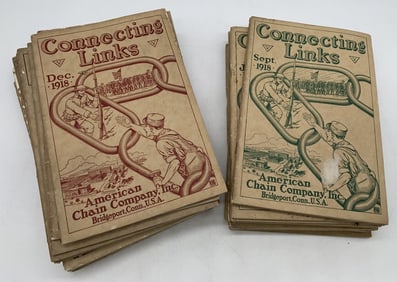 Connecting
Links
Dec.
1918
American
Chain Company, Inc.
Bridgeport, Conn. U.S.A.
Connecting
Links
Sept.
1918
American
Chain Company, Inc.
Bridgeport, Conn. U.S.A.